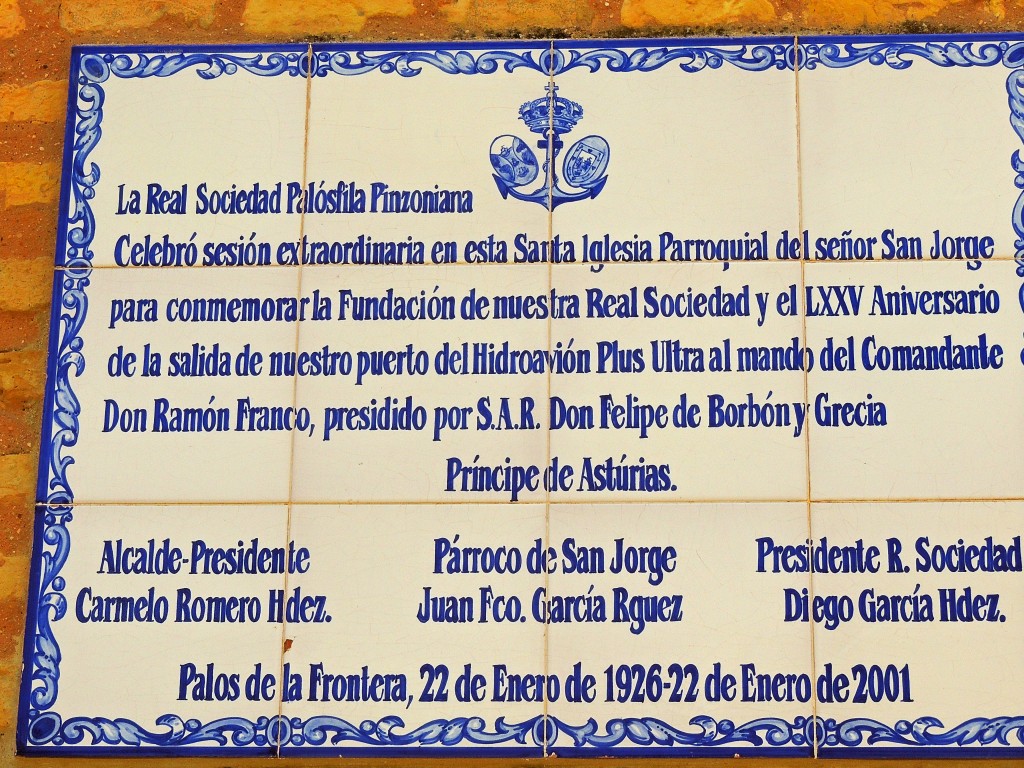 La Real Sociedad Palósfila Pinzoniana
Celebró sesión extraordinaria en esta Santa Iglesia Parroquial del señor San Jorge
para conmemorar la Fundación de nuestra Real Sociedad y el LXXV Aniversario
de la salida de nuestro puerto del Hidroavión Plus Ultra al mando del Comandante
Don Ramón Franco, presidido por S.A.R. Don Felipe de Borbón y Grecia
Príncipe de Astúrias.
Alcalde-Presidente Párroco de San Jorge Presidente R. Sociedad
Carmelo Romero Hdez. Juan Fco. García Rguez Diego García Hdez.
Palos de la Frontera, 22 de Enero de 1926-22 de Enero de 2001